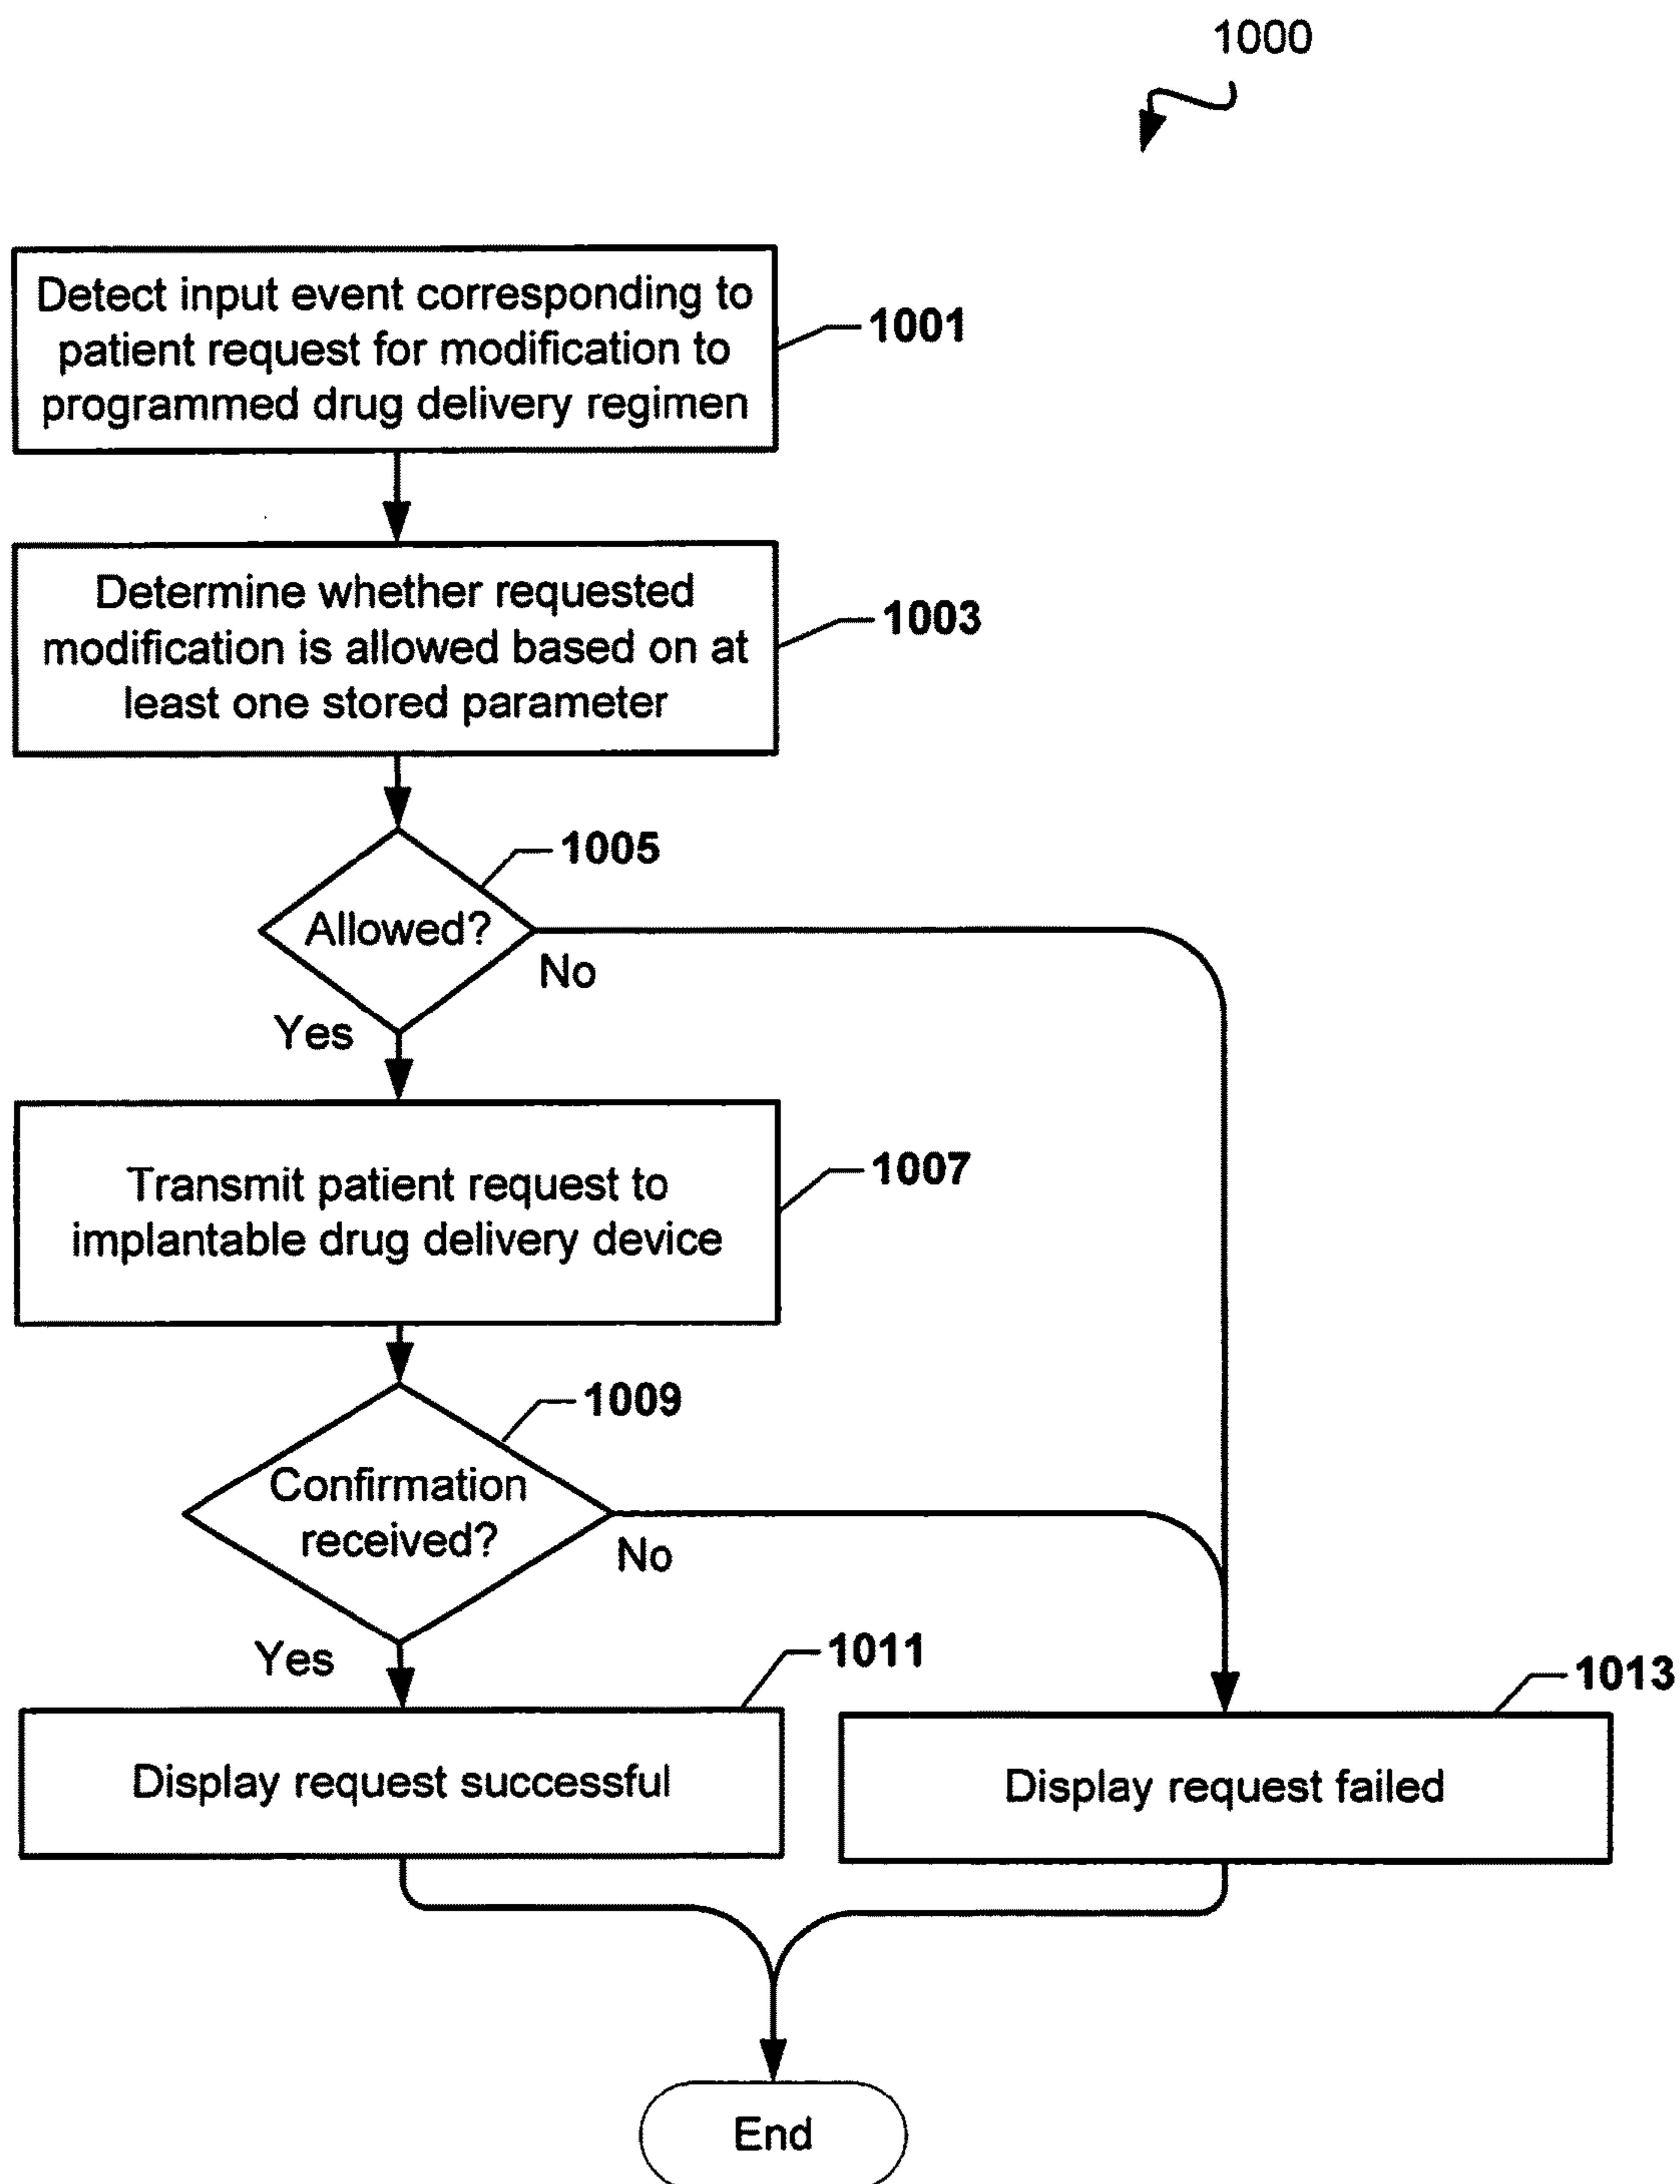 1000
Detect input event corresponding to
patient request for modification to
programmed drug delivery regimen
1001
Determine whether requested
modification is allowed based on at
least one stored parameter
1003
1005
Allowed?
No
Yes
Transmit patient request to
implantable drug delivery device
1007
1009
Confirmation
received?
No
Yes
1011
1013
Display request successful
Display request failed
End